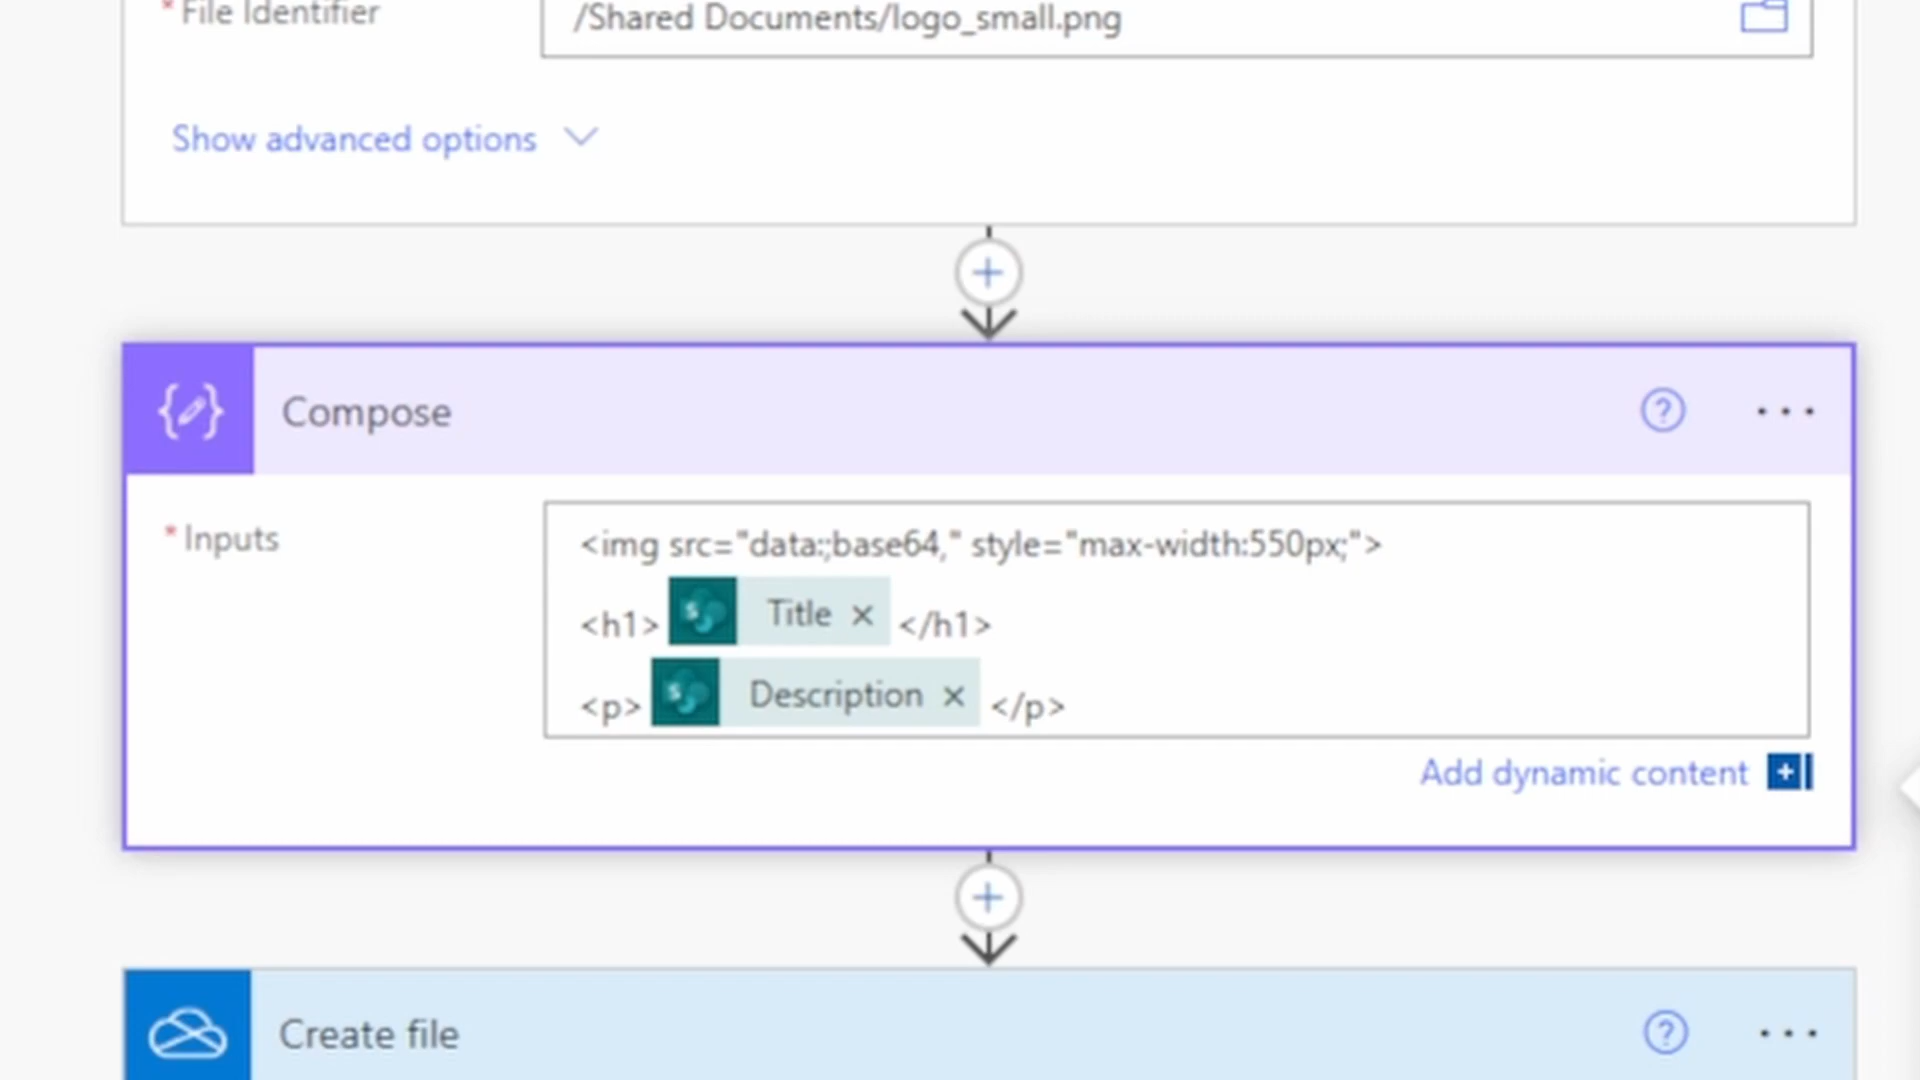 * File Identifier
/Shared Documents/logo_small.png
Show advanced options
Compose
* Inputs
<img src="data:;base64," style="max-width:550px;">
<h1> Title × </h1>
<p> Description × </p>
Add dynamic content
Create file